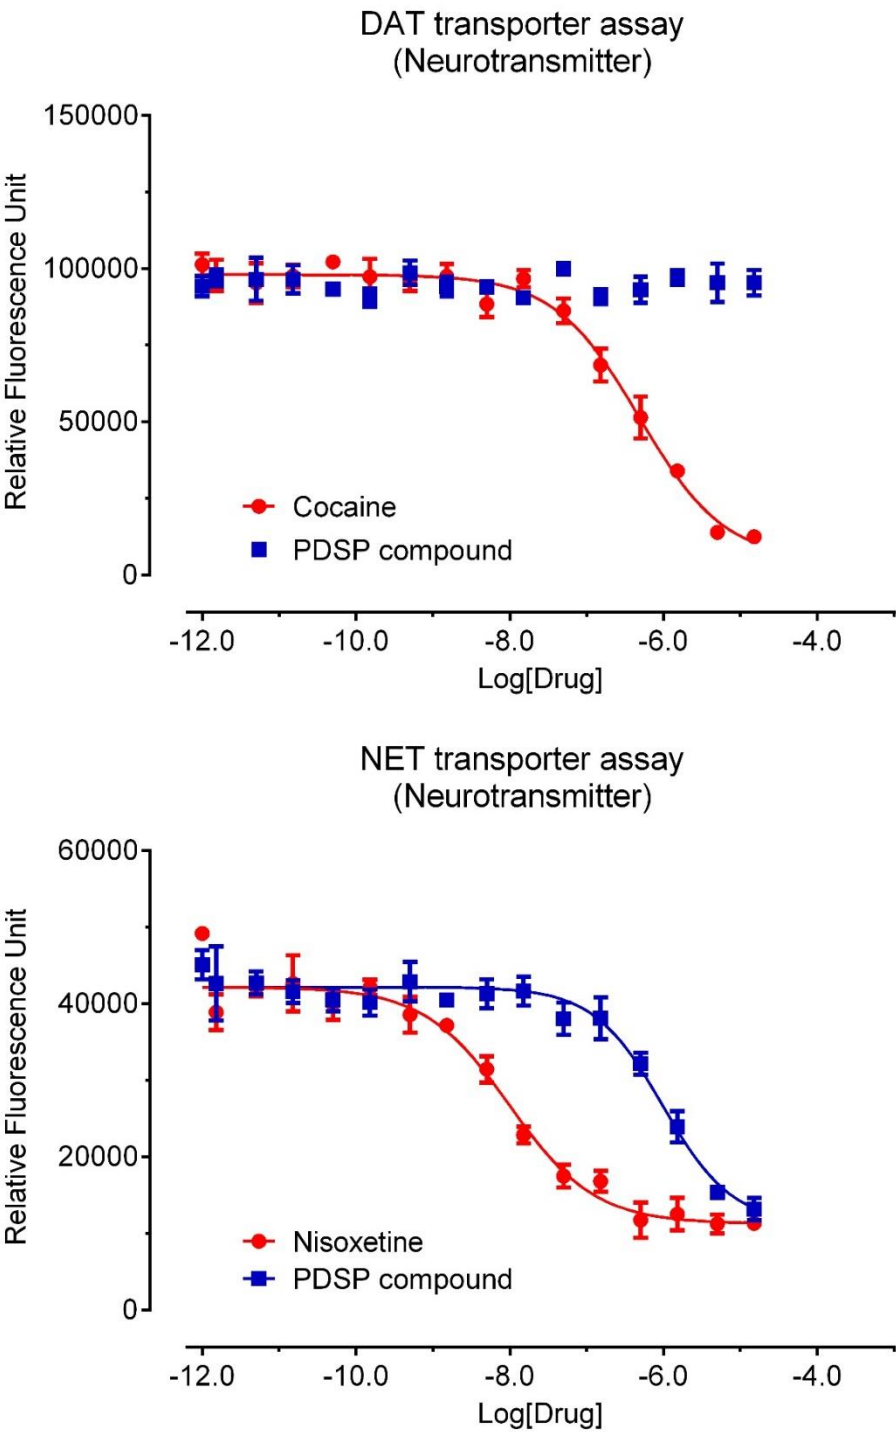 DAT transporter assay
(Neurotransmitter)
Relative Fluorescence Unit
150000
100000
50000
0
Cocaine
PDSP compound
-12.0 -10.0 -8.0 -6.0 -4.0
Log[Drug]
NET transporter assay
(Neurotransmitter)
Relative Fluorescence Unit
60000
40000
20000
0
Nisoxetine
PDSP compound
-12.0 -10.0 -8.0 -6.0 -4.0
Log[Drug]